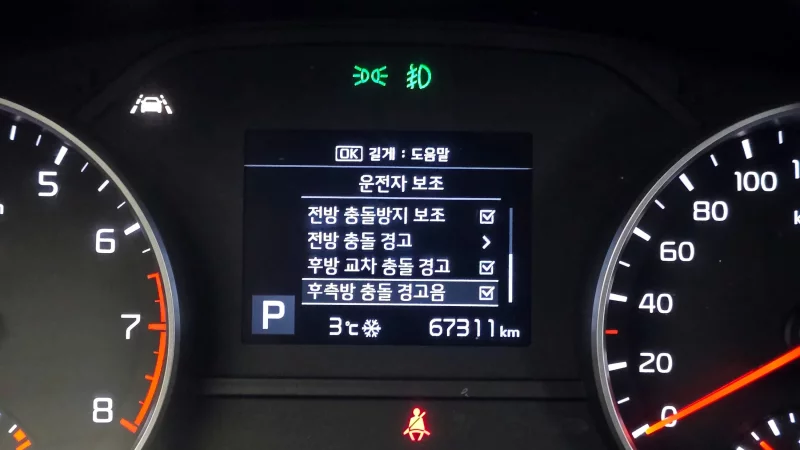 OK 길게 : 도움말
운전자 보조
전방 충돌방지 보조
전방 충돌 경고
후방 교차 충돌 경고
후측방 충돌 경고음
P 3℃ 67311 km
5
6
7
8
100
80
60
40
20
0